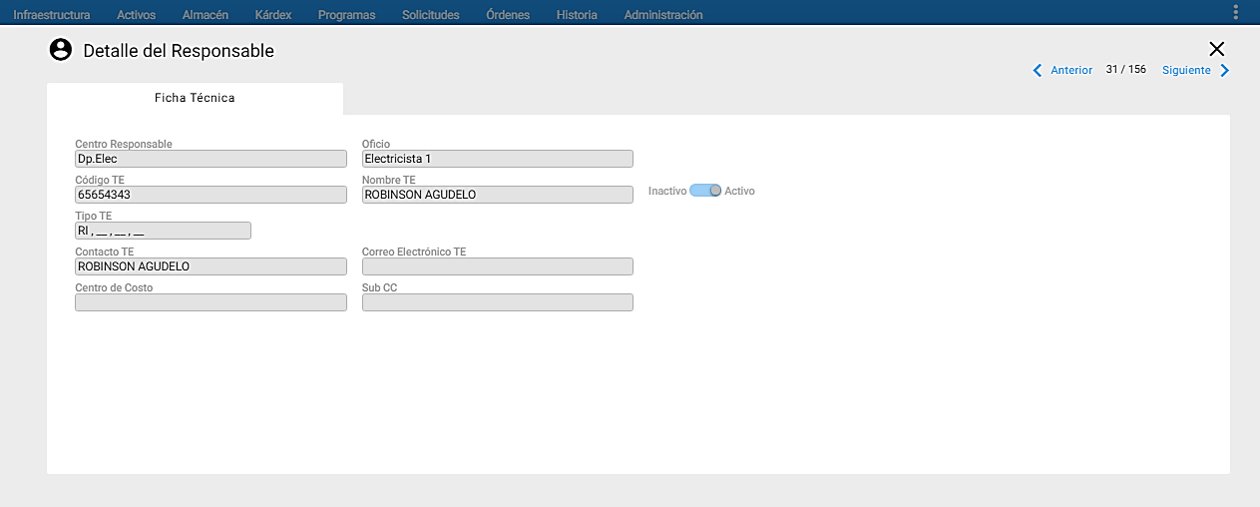 Infraestructura Activos Almacén Kárdex Programas Solicitudes Órdenes Historia Administración
Detalle del Responsable
Anterior 31 / 156 Siguiente
Ficha Técnica
Centro Responsable Oficio
Dp.Elec Electricista 1
Código TE Nombre TE
65654343 ROBINSON AGUDELO Inactivo Activo
Tipo TE
RI , __ , __ , __
Contacto TE Correo Electrónico TE
ROBINSON AGUDELO
Centro de Costo Sub CC